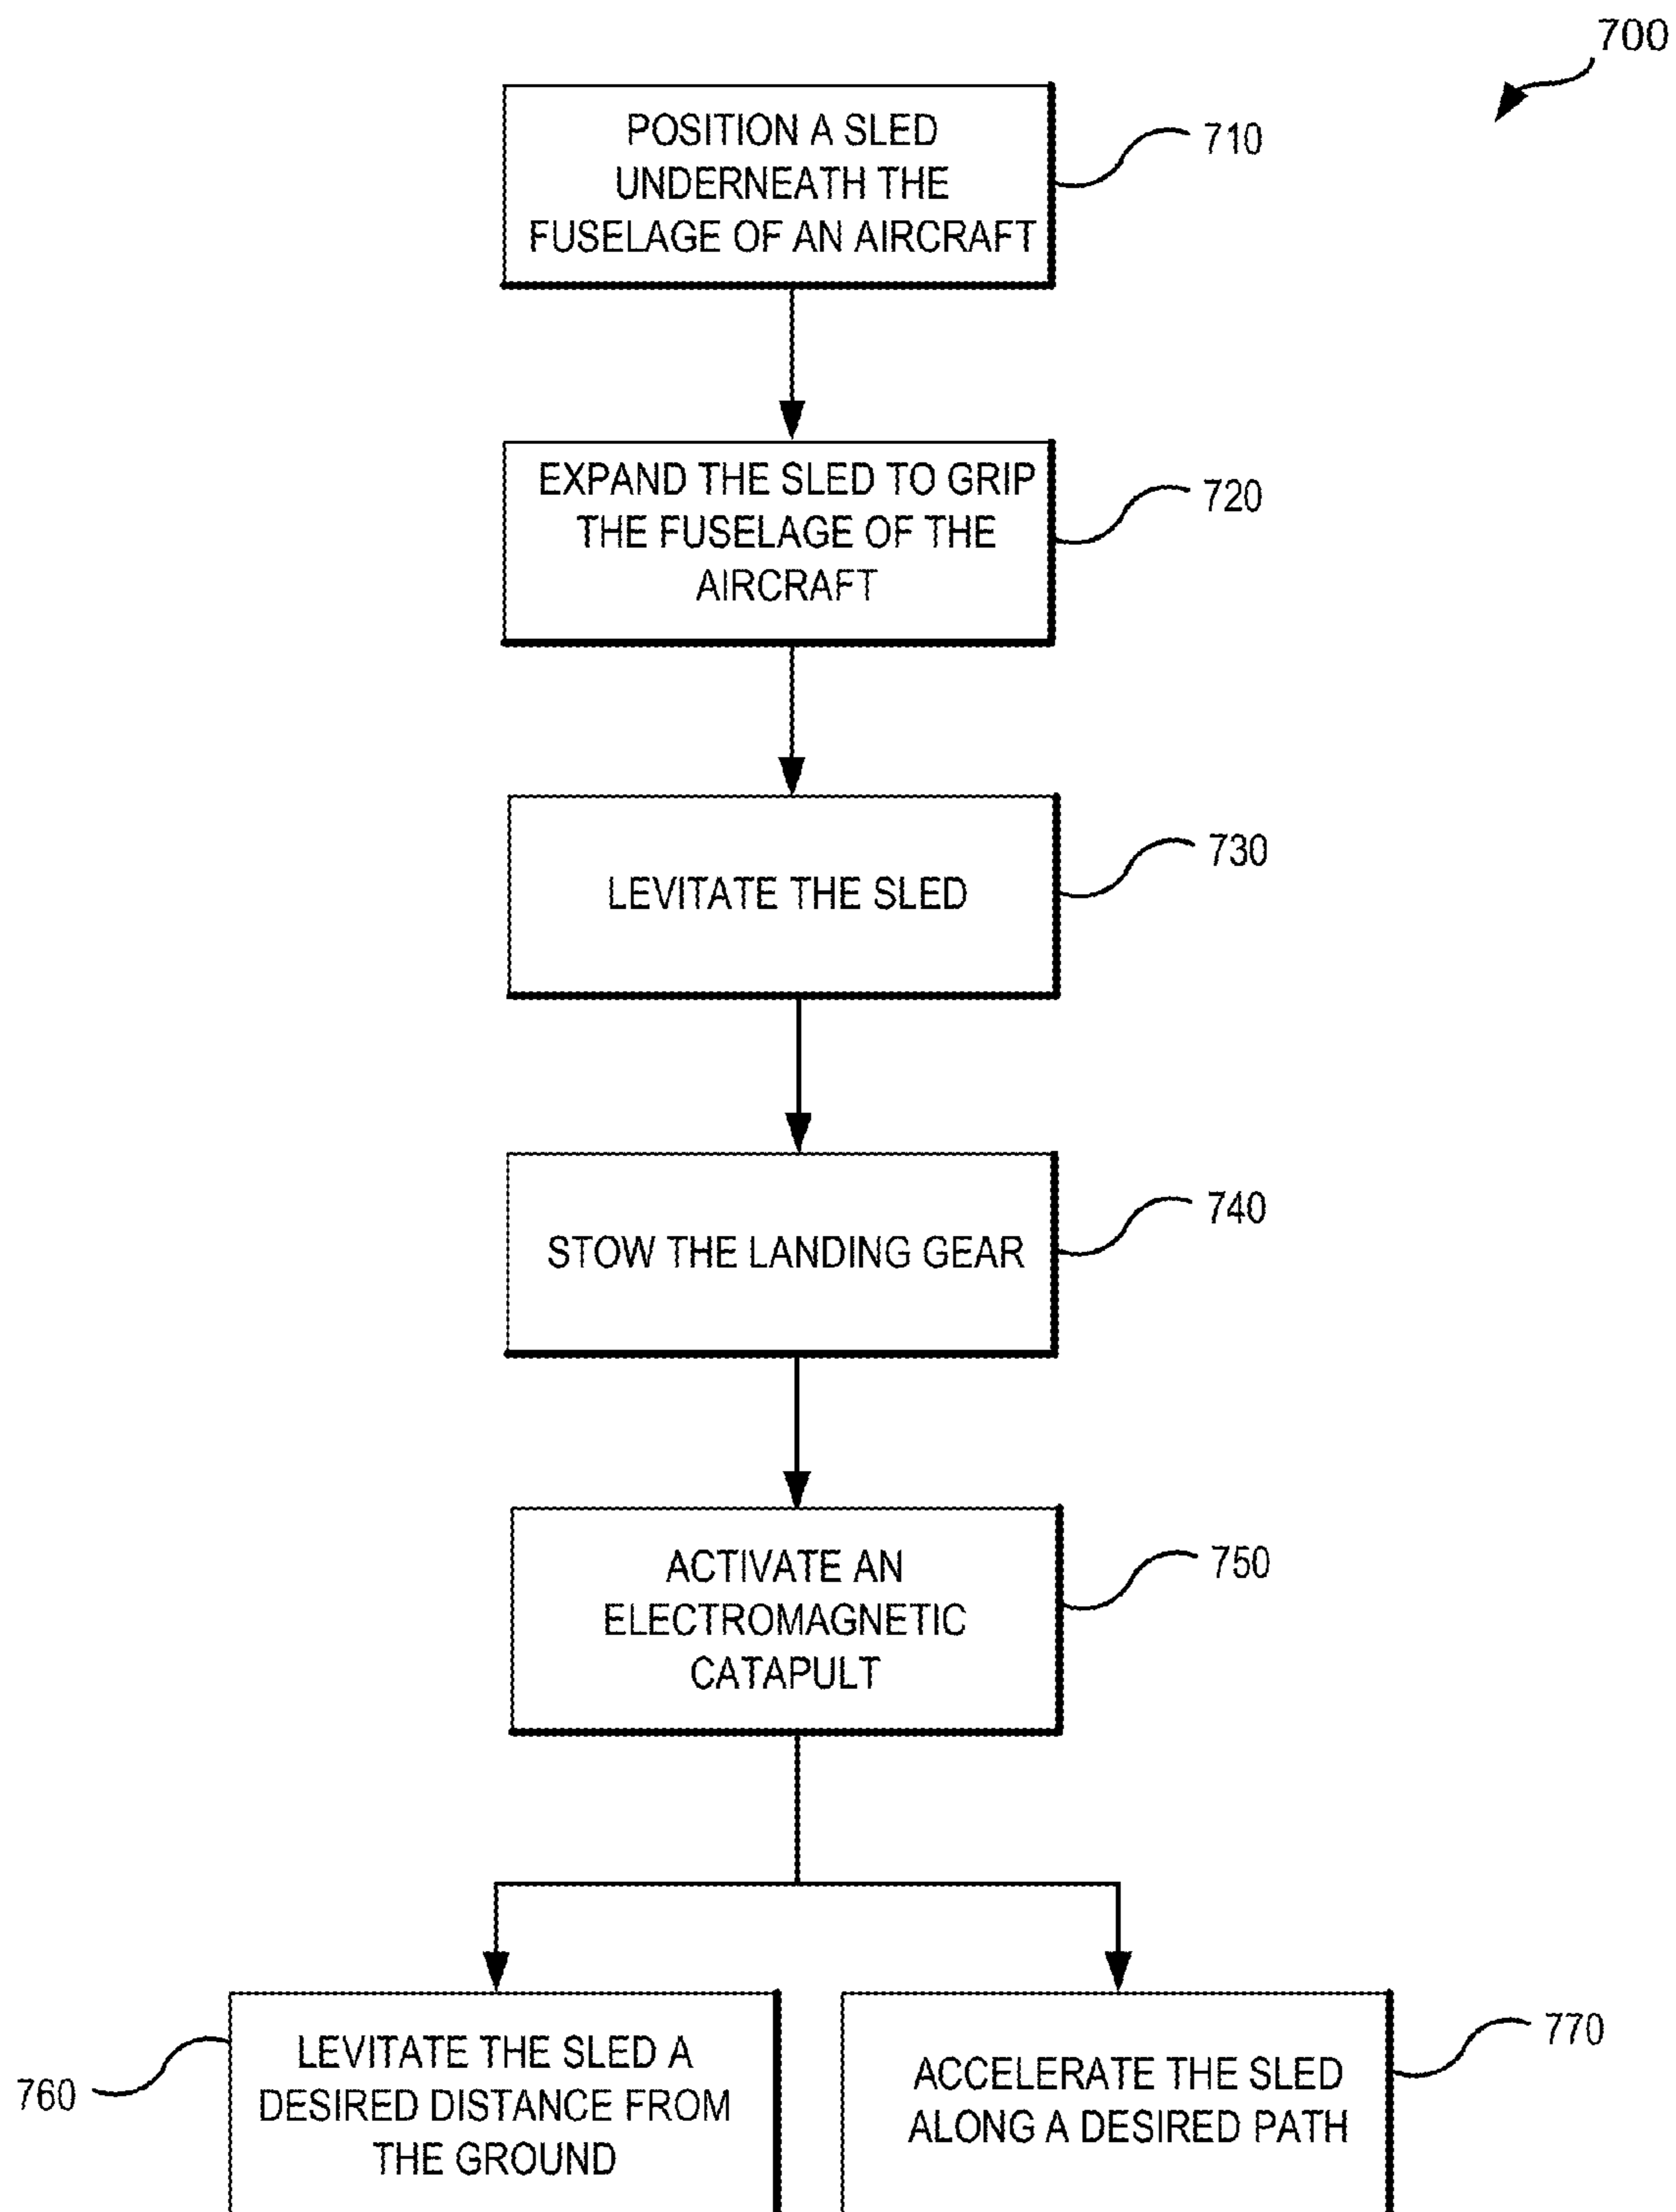 700
POSITION A SLED
UNDERNEATH THE
FUSELAGE OF AN AIRCRAFT
710
EXPAND THE SLED TO GRIP
THE FUSELAGE OF THE
AIRCRAFT
720
LEVITATE THE SLED
730
STOW THE LANDING GEAR
740
ACTIVATE AN
ELECTROMAGNETIC
CATAPULT
750
LEVITATE THE SLED A
DESIRED DISTANCE FROM
THE GROUND
760
ACCELERATE THE SLED
ALONG A DESIRED PATH
770